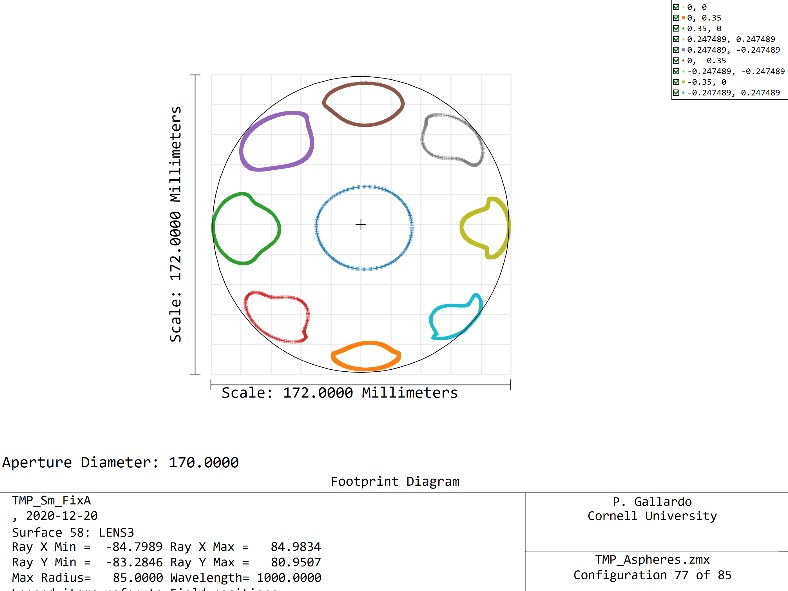 0, 0
0, 0.35
0.35, 0
0.247489, 0.247489
0.247489, -0.247489
0, -0.35
-0.247489, -0.247489
-0.35, 0
-0.247489, 0.247489
Scale: 172.0000 Millimeters
Scale: 172.0000 Millimeters
Aperture Diameter: 170.0000
Footprint Diagram
TMP_Sm_FixA
, 2020-12-20
Surface 58: LENS3
Ray X Min = -84.7989 Ray X Max = 84.9834
Ray Y Min = -83.2846 Ray Y Max = 80.9507
Max Radius= 85.0000 Wavelength= 1000.0000
P. Gallardo
Cornell University
TMP_Aspheres.zmx
Configuration 77 of 85